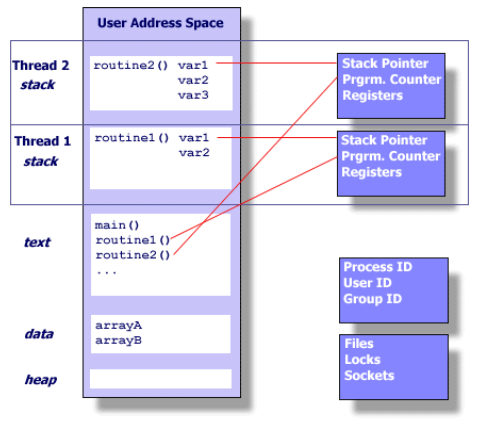 User Address Space
Thread 2
stack
routine2() var1
var2
var3
Stack Pointer
Prgrm. Counter
Registers
Thread 1
stack
routine1() var1
var2
Stack Pointer
Prgrm. Counter
Registers
text
main()
routine1()
routine2()
...
Process ID
User ID
Group ID
data
arrayA
arrayB
Files
Locks
Sockets
heap